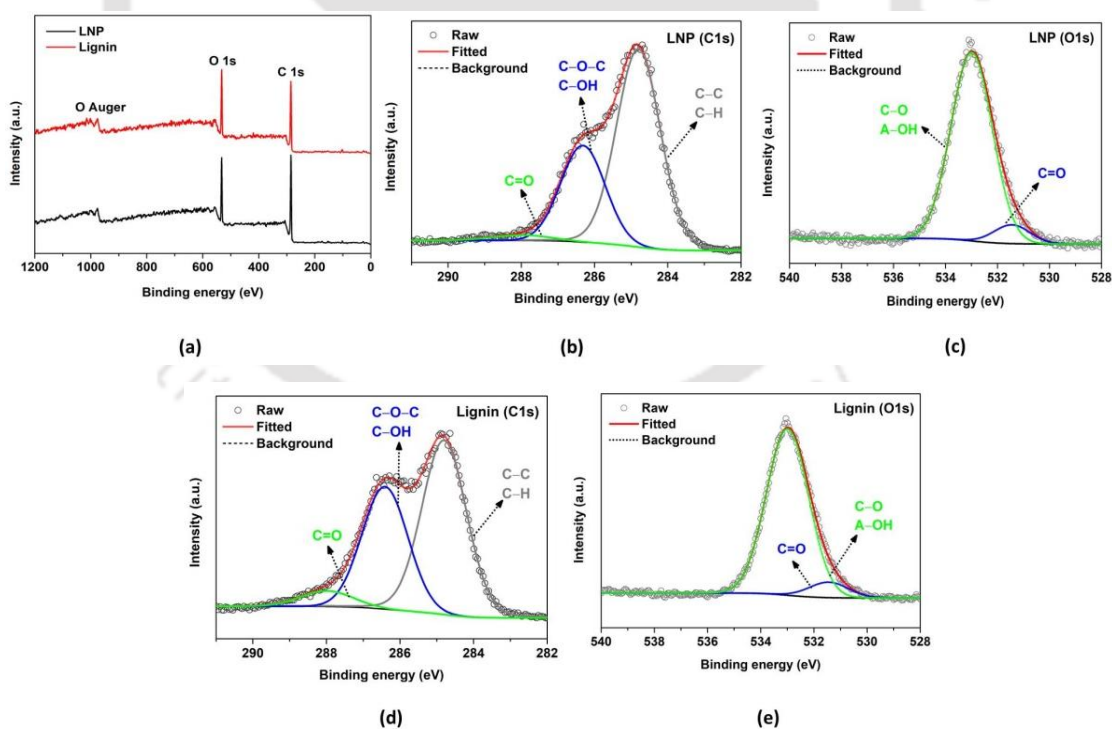 LNP
Lignin
O 1s
C 1s
O Auger
Intensity (a.u.)
1200 1000 800 600 400 200 0
Binding energy (eV)
(a)
Raw
Fitted
Background
LNP (C1s)
C–O–C
C–OH
C–C
C–H
C=O
Intensity (a.u.)
290 288 286 284 282
Binding energy (eV)
(b)
Raw
Fitted
Background
LNP (O1s)
C–O
A–OH
C=O
Intensity (a.u.)
540 538 536 534 532 530 528
Binding energy (eV)
(c)
Raw
Fitted
Background
Lignin (C1s)
C–O–C
C–OH
C–C
C–H
C=O
Intensity (a.u.)
290 288 286 284 282
Binding energy (eV)
(d)
Raw
Fitted
Background
Lignin (O1s)
C–O
A–OH
C=O
Intensity (a.u.)
540 538 536 534 532 530 528
Binding energy (eV)
(e)